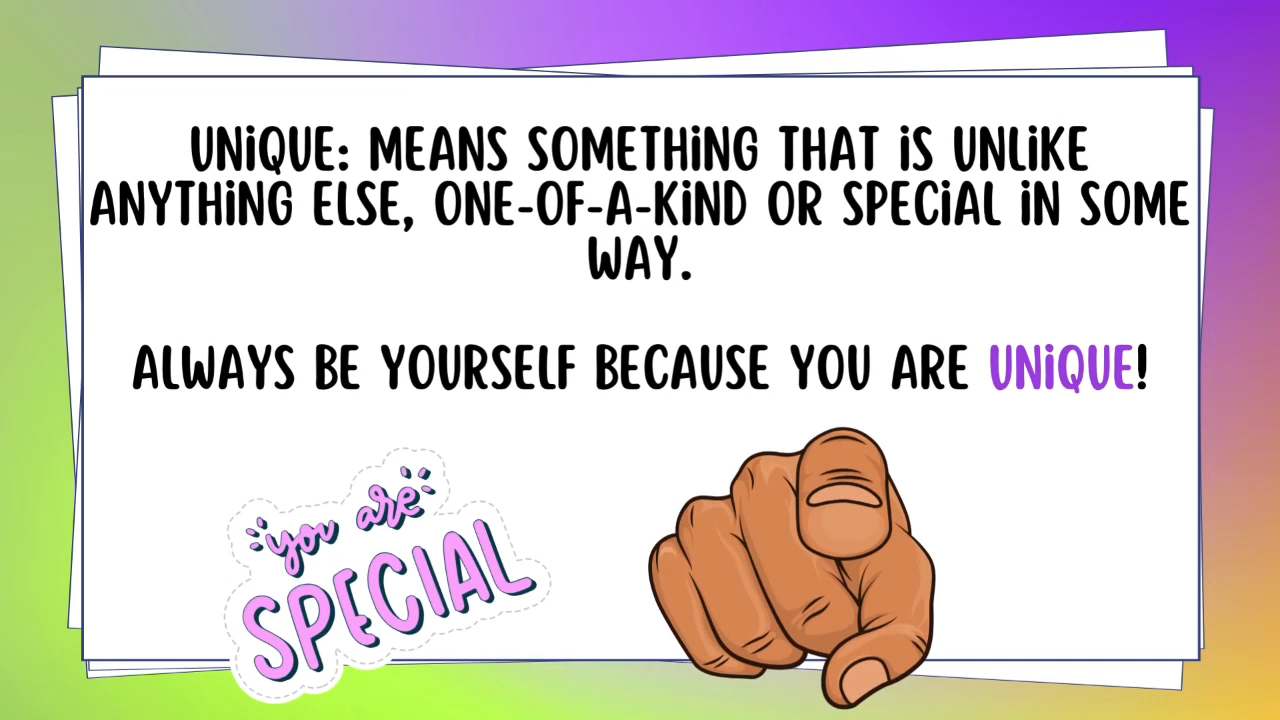 UNiQUE: MEANS SOMETHiNG THAT iS UNLiKE
ANYTHiNG ELSE, ONE-OF-A-KiND OR SPECiAL iN SOME
WAY.
ALWAYS BE YOURSELF BECAUSE YOU ARE UNiQUE!
you are
SPECIAL